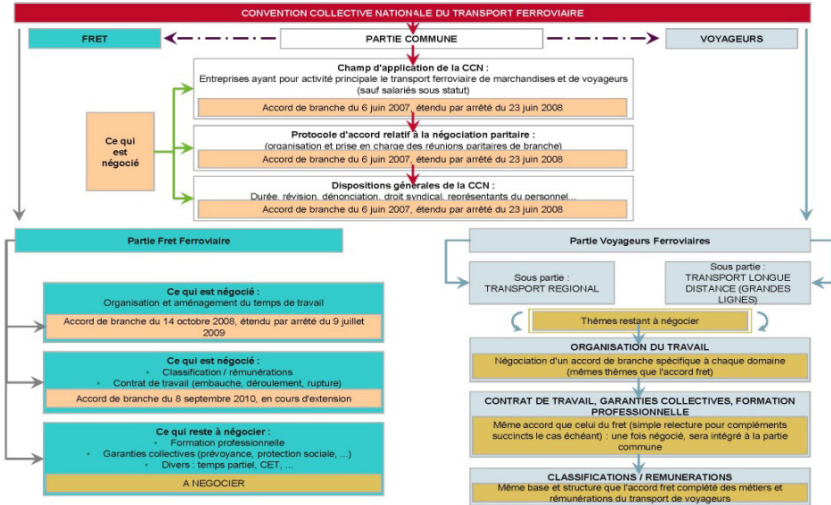 CONVENTION COLLECTIVE NATIONALE DU TRANSPORT FERROVIAIRE
FRET
PARTIE COMMUNE
VOYAGEURS
Champ d'application de la CCN :
Entreprises ayant pour activité principale le transport ferroviaire de marchandises et de voyageurs
(sauf salariés sous statut)
Accord de branche du 6 juin 2007, étendu par arrêté du 23 juin 2008
Ce qui
est
négocié
Protocole d'accord relatif à la négociation paritaire :
(organisation et prise en charge des réunions paritaires de branche)
Accord de branche du 6 juin 2007, étendu par arrêté du 23 juin 2008
Dispositions générales de la CCN :
Durée, révision, dénonciation, droit syndical, représentants du personnel...
Accord de branche du 6 juin 2007, étendu par arrêté du 23 juin 2008
Partie Fret Ferroviaire
Ce qui est négocié :
Organisation et aménagement du temps de travail
Accord de branche du 14 octobre 2008, étendu par arrêté du 9 juillet
2009
Ce qui est négocié :
• Classification / rémunérations
• Contrat de travail (embauche, déroulement, rupture)
Accord de branche du 8 septembre 2010, en cours d'extension
Ce qui reste à négocier :
• Formation professionnelle
• Garanties collectives (prévoyance, protection sociale, ...)
• Divers : temps partiel, CET, ...
A NEGOCIER
Partie Voyageurs Ferroviaires
Sous partie :
TRANSPORT REGIONAL
Sous partie :
TRANSPORT LONGUE
DISTANCE (GRANDES
LIGNES)
Thèmes restant à négocier
ORGANISATION DU TRAVAIL
Négociation d'un accord de branche spécifique à chaque domaine
(mêmes thèmes que l'accord fret)
CONTRAT DE TRAVAIL, GARANTIES COLLECTIVES, FORMATION
PROFESSIONNELLE
Même accord que celui du fret (simple relecture pour compléments
succincts le cas échéant) : une fois négocié, sera intégré à la partie
commune
CLASSIFICATIONS / REMUNERATIONS
Même base et structure que l'accord fret complété des métiers et
rémunérations du transport de voyageurs